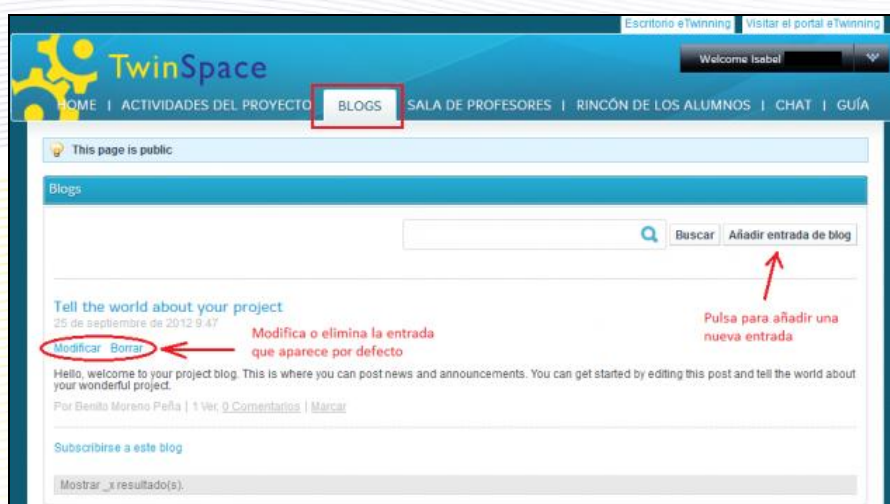 Escritorio eTwinning Visitar el portal eTwinning
TwinSpace
Welcome Isabel
HOME | ACTIVIDADES DEL PROYECTO BLOGS SALA DE PROFESORES | RINCÓN DE LOS ALUMNOS | CHAT | GUÍA
This page is public
Blogs
Buscar Añadir entrada de blog
Tell the world about your project
25 de septiembre de 2012 9:47
Pulsa para añadir una
nueva entrada
Modifica o elimina la entrada
que aparece por defecto
Modificar Borrar
Hello, welcome to your project blog. This is where you can post news and announcements. You can get started by editing this post and tell the world about
your wonderful project.
Por Benito Moreno Peña | 1 Ver, 0 Comentarios | Marcar
Subscribirse a este blog
Mostrar _x resultado(s).